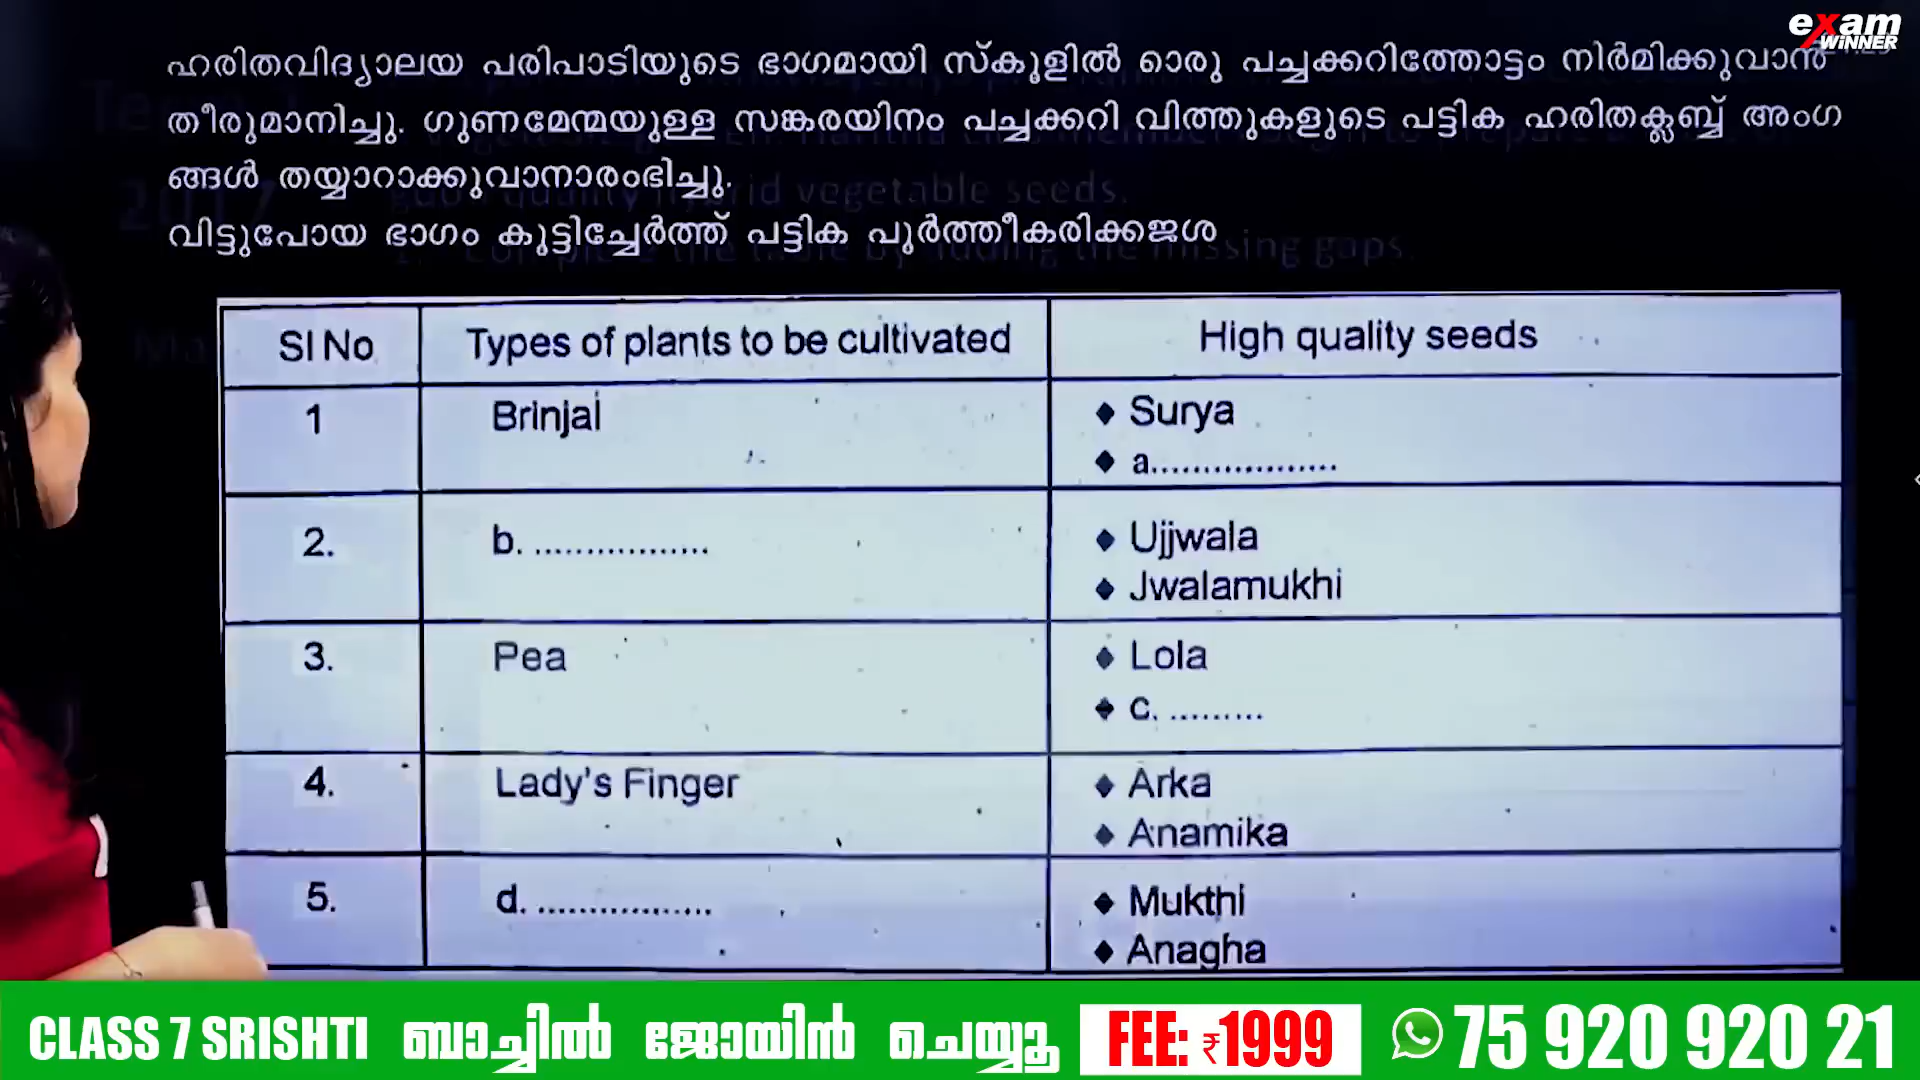 exam
WiNNER
ഹരിതവിദ്യാലയ പരിപാടിയുടെ ഭാഗമായി സ്കൂളിൽ ഓരു പച്ചക്കറിത്തോട്ടം നിർമിക്കുവാൻ
തീരുമാനിച്ചു. ഗുണമേന്മയുള്ള സങ്കരയിനം പച്ചക്കറി വിത്തുകളുടെ പട്ടിക ഹരിതക്ലബ്ബ് അംഗ
ങ്ങൾ തയ്യാറാക്കുവാനാരംഭിച്ചു.
വിട്ടുപോയ ഭാഗം കൂട്ടിച്ചേർത്ത് പട്ടിക പൂർത്തീകരിക്കജശ
Sl No Types of plants to be cultivated High quality seeds
1 Brinjal ♦ Surya
♦ a..................
2. b. ................. ♦ Ujjwala
♦ Jwalamukhi
3. Pea ♦ Lola
♦ c. .........
4. Lady's Finger ♦ Arka
♦ Anamika
5. d. ................. ♦ Mukthi
♦ Anagha
CLASS 7 SRISHTI ബാച്ചിൽ ജോയിൻ ചെയ്യൂ FEE: ₹1999 75 920 920 21